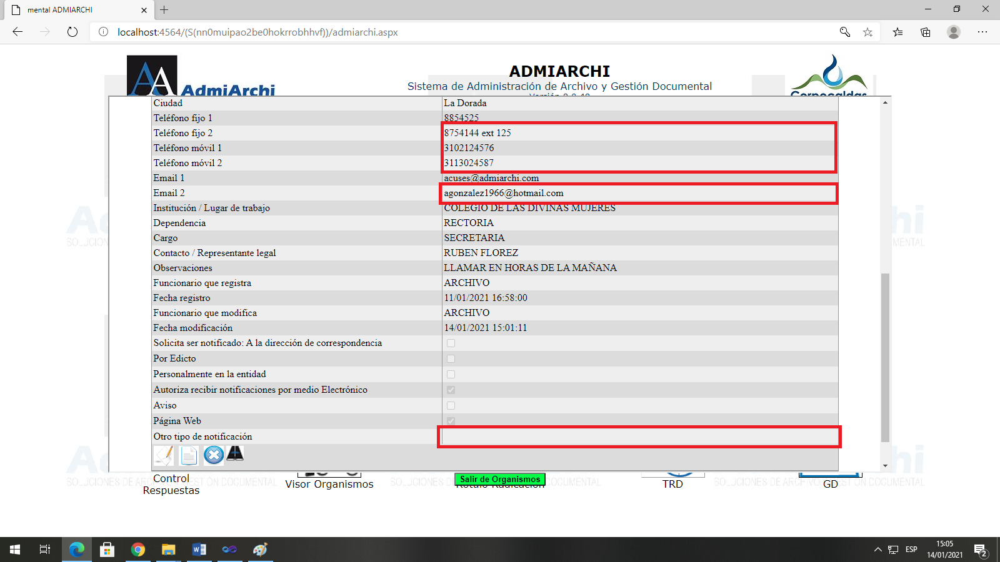 mental ADMIARCHI
localhost:4564/(S(nn0muipao2be0hokrrobhhvf))/admiarchi.aspx
AA
AdmiArchi
ADMIARCHI
Sistema de Administración de Archivo y Gestión Documental
Corpocaldas
Ciudad La Dorada
Teléfono fijo 1 8854525
Teléfono fijo 2 8754144 ext 125
Teléfono móvil 1 3102124576
Teléfono móvil 2 3113024587
Email 1 acuses@admiarchi.com
Email 2 agonzalez1966@hotmail.com
Institución / Lugar de trabajo COLEGIO DE LAS DIVINAS MUJERES
Dependencia RECTORIA
Cargo SECRETARIA
Contacto / Representante legal RUBEN FLOREZ
Observaciones LLAMAR EN HORAS DE LA MAÑANA
Funcionario que registra ARCHIVO
Fecha registro 11/01/2021 16:58:00
Funcionario que modifica ARCHIVO
Fecha modificación 14/01/2021 15:01:11
Solicita ser notificado: A la dirección de correspondencia
Por Edicto
Personalmente en la entidad
Autoriza recibir notificaciones por medio Electrónico
Aviso
Página Web
Otro tipo de notificación
Control Respuestas
Visor Organismos
Salir de Organismos
Rotulo Radicación
TRD
GD
ESP
15:05
14/01/2021
2